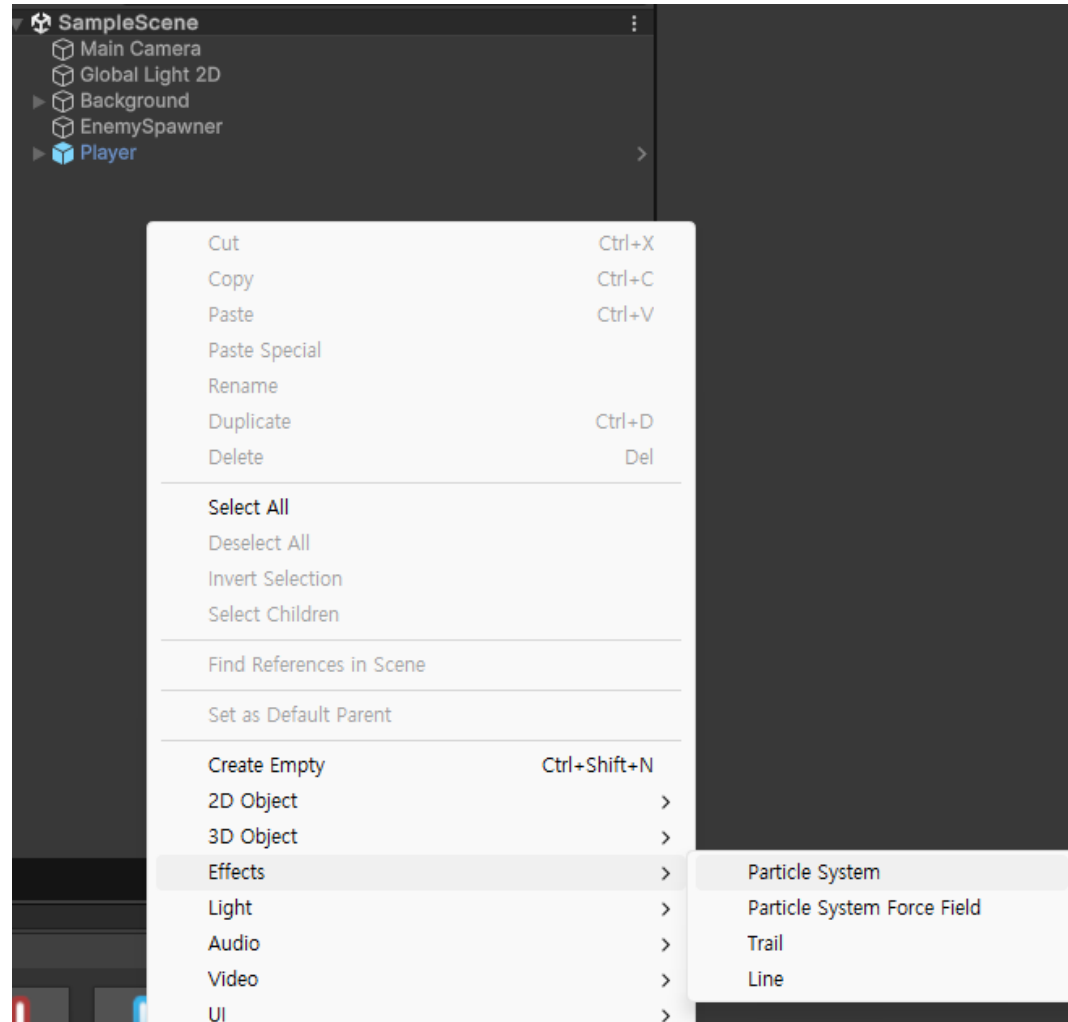 SampleScene
Main Camera
Global Light 2D
Background
EnemySpawner
Player
Cut Ctrl+X
Copy Ctrl+C
Paste Ctrl+V
Paste Special
Rename
Duplicate Ctrl+D
Delete Del
Select All
Deselect All
Invert Selection
Select Children
Find References in Scene
Set as Default Parent
Create Empty Ctrl+Shift+N
2D Object
3D Object
Effects
Light
Audio
Video
UI
Particle System
Particle System Force Field
Trail
Line